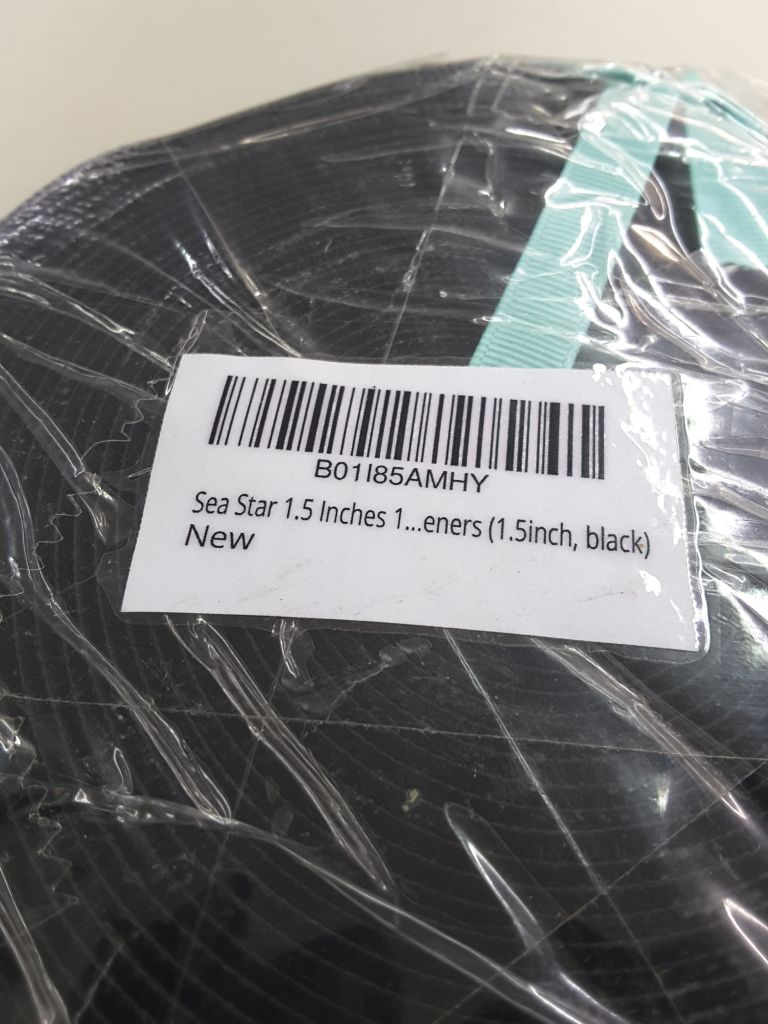 B01I85AMHY
Sea Star 1.5 Inches 1...eners (1.5inch, black)
New